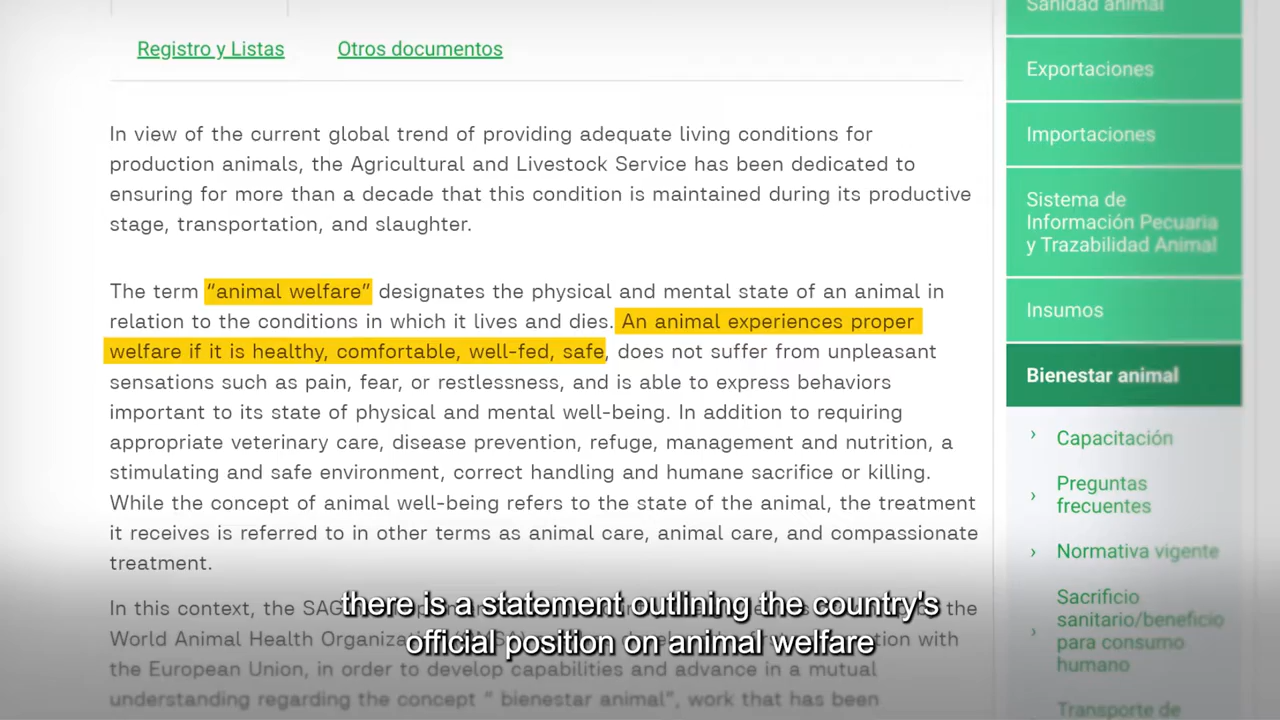 Registro y Listas
Otros documentos
In view of the current global trend of providing adequate living conditions for
production animals, the Agricultural and Livestock Service has been dedicated to
ensuring for more than a decade that this condition is maintained during its productive
stage, transportation, and slaughter.
The term “animal welfare” designates the physical and mental state of an animal in
relation to the conditions in which it lives and dies. An animal experiences proper
welfare if it is healthy, comfortable, well-fed, safe, does not suffer from unpleasant
sensations such as pain, fear, or restlessness, and is able to express behaviors
important to its state of physical and mental well-being. In addition to requiring
appropriate veterinary care, disease prevention, refuge, management and nutrition, a
stimulating and safe environment, correct handling and humane sacrifice or killing.
While the concept of animal well-being refers to the state of the animal, the treatment
it receives is referred to in other terms as animal care, animal care, and compassionate
treatment.
In this context, the SAG the
World Animal Health with
the European Union, in order to develop capabilities and advance in a mutual
understanding regarding the concept “ bienestar animal”, work that has been
there is a statement outlining the country's
official position on animal welfare
Sanidad animal
Exportaciones
Importaciones
Sistema de
Información Pecuaria
y Trazabilidad Animal
Insumos
Bienestar animal
Capacitación
Preguntas
frecuentes
Normativa vigente
Sacrificio
sanitario/beneficio
para consumo
humano
Transporte de